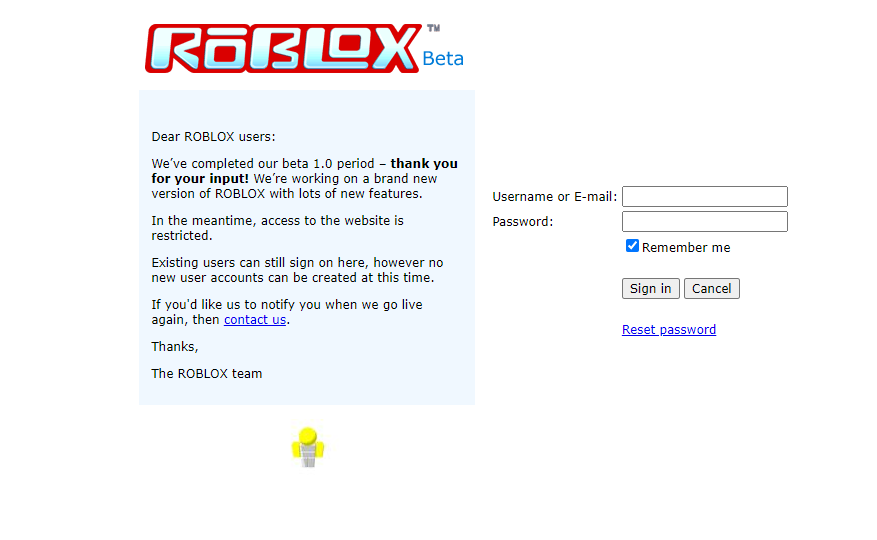 ROBLOX™
Beta
Dear ROBLOX users:
We’ve completed our beta 1.0 period – thank you
for your input! We’re working on a brand new
version of ROBLOX with lots of new features.
In the meantime, access to the website is
restricted.
Existing users can still sign on here, however no
new user accounts can be created at this time.
If you'd like us to notify you when we go live
again, then contact us.
Thanks,
The ROBLOX team
Username or E-mail:
Password:
Remember me
Sign in Cancel
Reset password